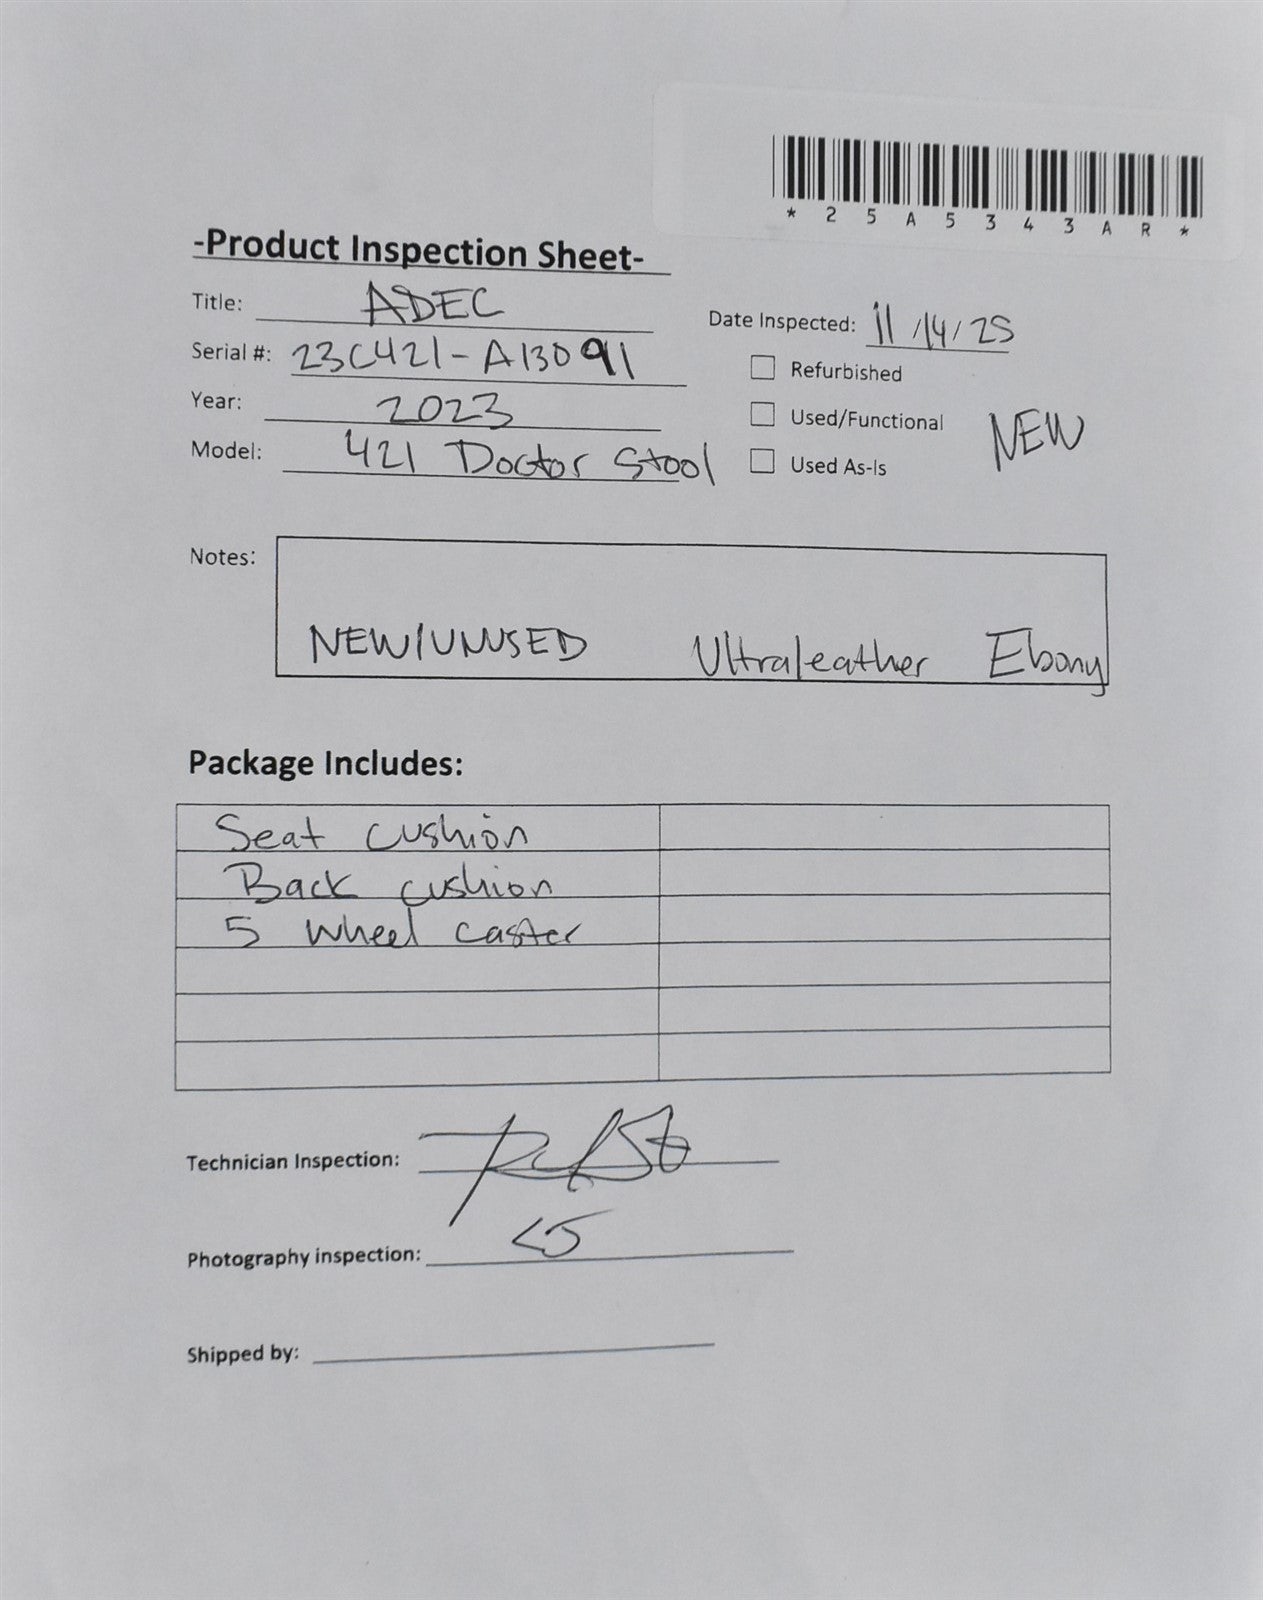 *25A5343AR*
-Product Inspection Sheet-
Title: ADEC
Date Inspected: 11/14/25
Serial #: 23C421-A13091
Refurbished
Year: 2023
Used/Functional NEW
Model: 421 Doctor Stool
Used As-Is
Notes:
NEW/UNUSED Ultraleather Ebony
Package Includes:
Seat cushion
Back cushion
5 wheel caster
Technician Inspection:
Photography inspection:
Shipped by: